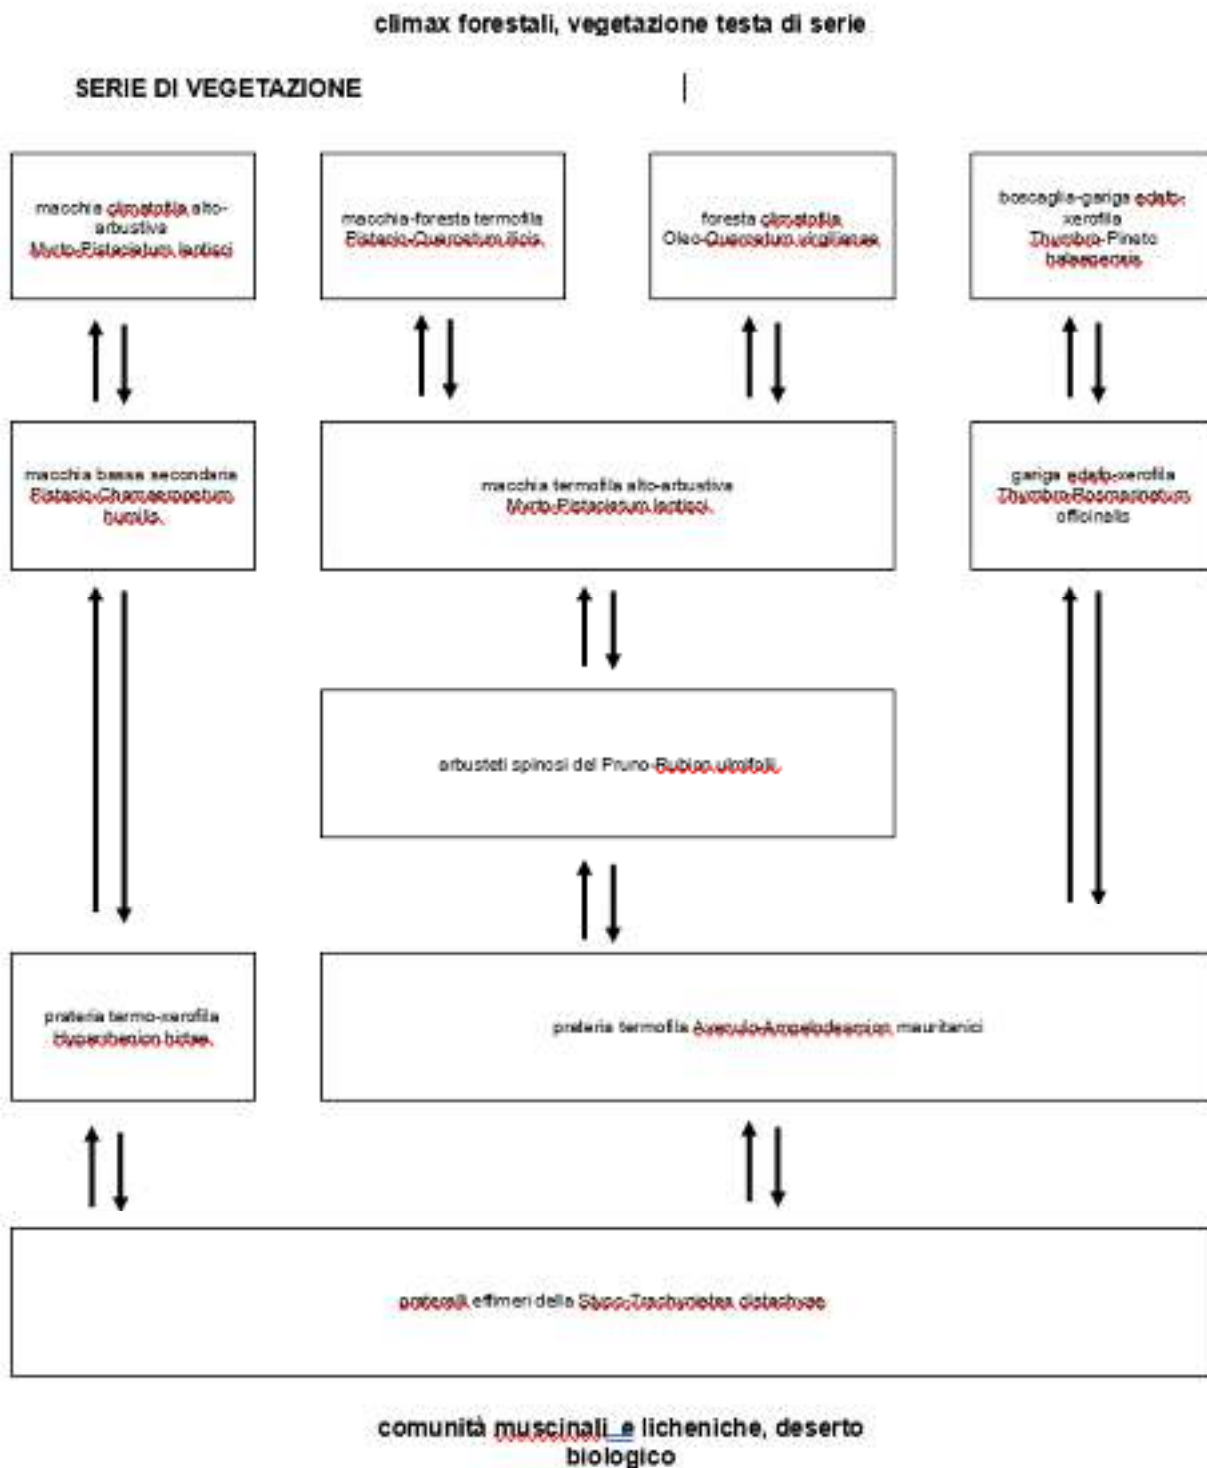 climax forestali, vegetazione testa di serie
SERIE DI VEGETAZIONE
macchia climatofila alto-
arbustiva
Myrto-Pistacietum lentisci
macchia-foresta termofila
Pistacio-Quercetum ilicis
foresta climatofila
Oleo-Quercetum virgilianae
boscaglia-gariga edafo-
xerofila
Thymbro-Pineto
halaepensis
macchia bassa secondaria
Pistacio-Chamaeropetum
humilis
macchia termofila alto-arbustiva
Myrto-Pistacietum lentisci
gariga edafo-xerofila
Thymbro-Rosmarinetum
officinalis
arbusteti spinosi del Pruno-Rubion ulmifolii
prateria termo-xerofila
Hyparrhenion hirtae
prateria termofila Avenulo-Ampelodesmion mauritanici
pratelli effimeri della Stipo-Trachynietea distachyae
comunità muscinali e licheniche, deserto
biologico